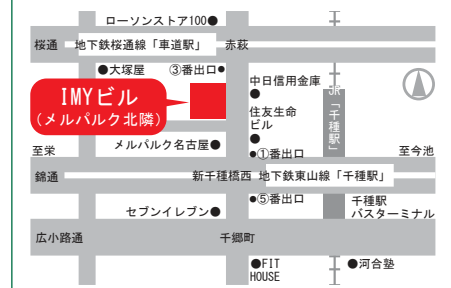 ローソンストア100●
桜通 地下鉄桜通線「車道駅」 赤萩
●大塚屋 ③番出口●
中日信用金庫
●
JR「千種駅」
IMYビル
(メルパルク北隣)
住友生命
ビル
●
メルパルク名古屋●
●①番出口
至栄
至今池
錦通 新千種橋西 地下鉄東山線「千種駅」
●⑤番出口
千種駅
バスターミナル
セブンイレブン●
広小路通 千郷町
●FIT
HOUSE
●河合塾